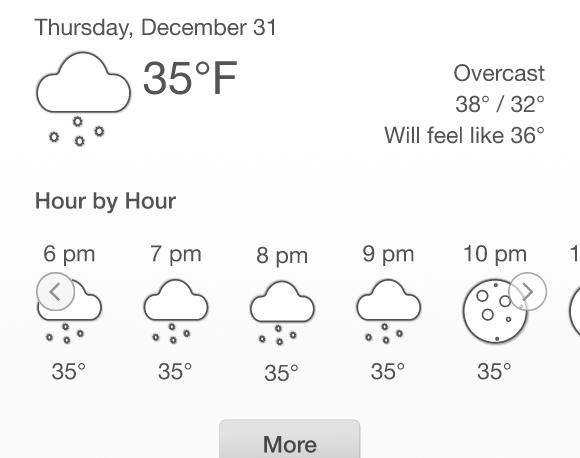 Thursday, December 31
35°F
Overcast
38° / 32°
Will feel like 36°
Hour by Hour
6 pm 7 pm 8 pm 9 pm 10 pm 1
35° 35° 35° 35° 35°
More